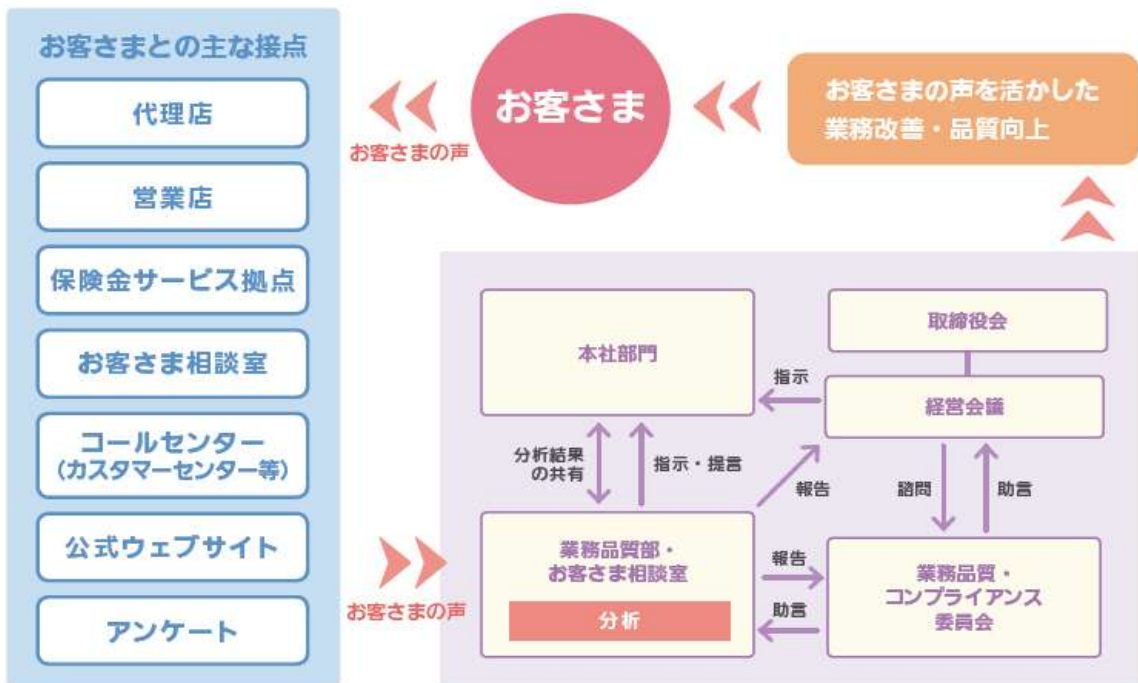 お客さまとの主な接点
代理店
営業店
保険金サービス拠点
お客さま相談室
コールセンター
(カスタマーセンター等)
公式ウェブサイト
アンケート
お客さまの声
お客さま
お客さまの声を活かした
業務改善・品質向上
お客さまの声
本社部門
取締役会
指示
経営会議
分析結果
の共有
指示・提言
報告
諮問
助言
業務品質部・
お客さま相談室
分析
報告
助言
業務品質・
コンプライアンス
委員会